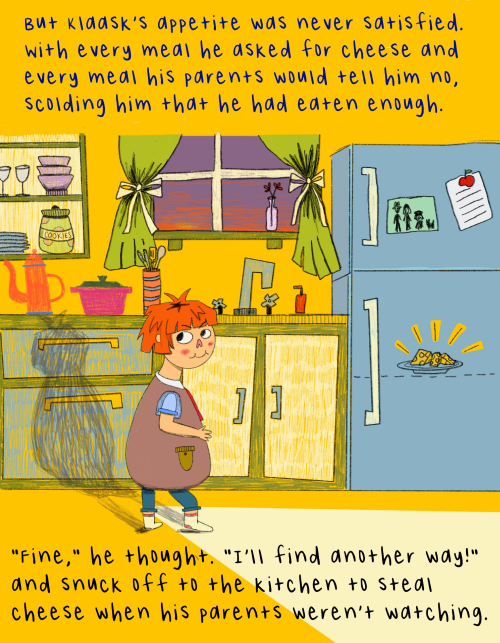 But Klaask's appetite was never satisfied.
With every meal he asked for cheese and
every meal his parents would tell him no,
scolding him that he had eaten enough.
COOKIES
"Fine," he thought. "I'll find another way!"
and snuck off to the kitchen to steal
cheese when his parents weren't watching.